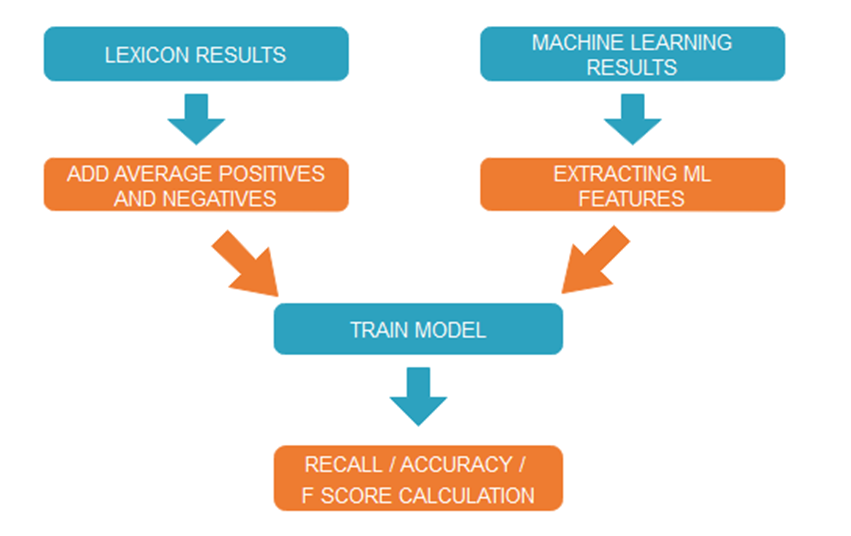 LEXICON RESULTS
MACHINE LEARNING
RESULTS
ADD AVERAGE POSITIVES
AND NEGATIVES
EXTRACTING ML
FEATURES
TRAIN MODEL
RECALL / ACCURACY /
F SCORE CALCULATION